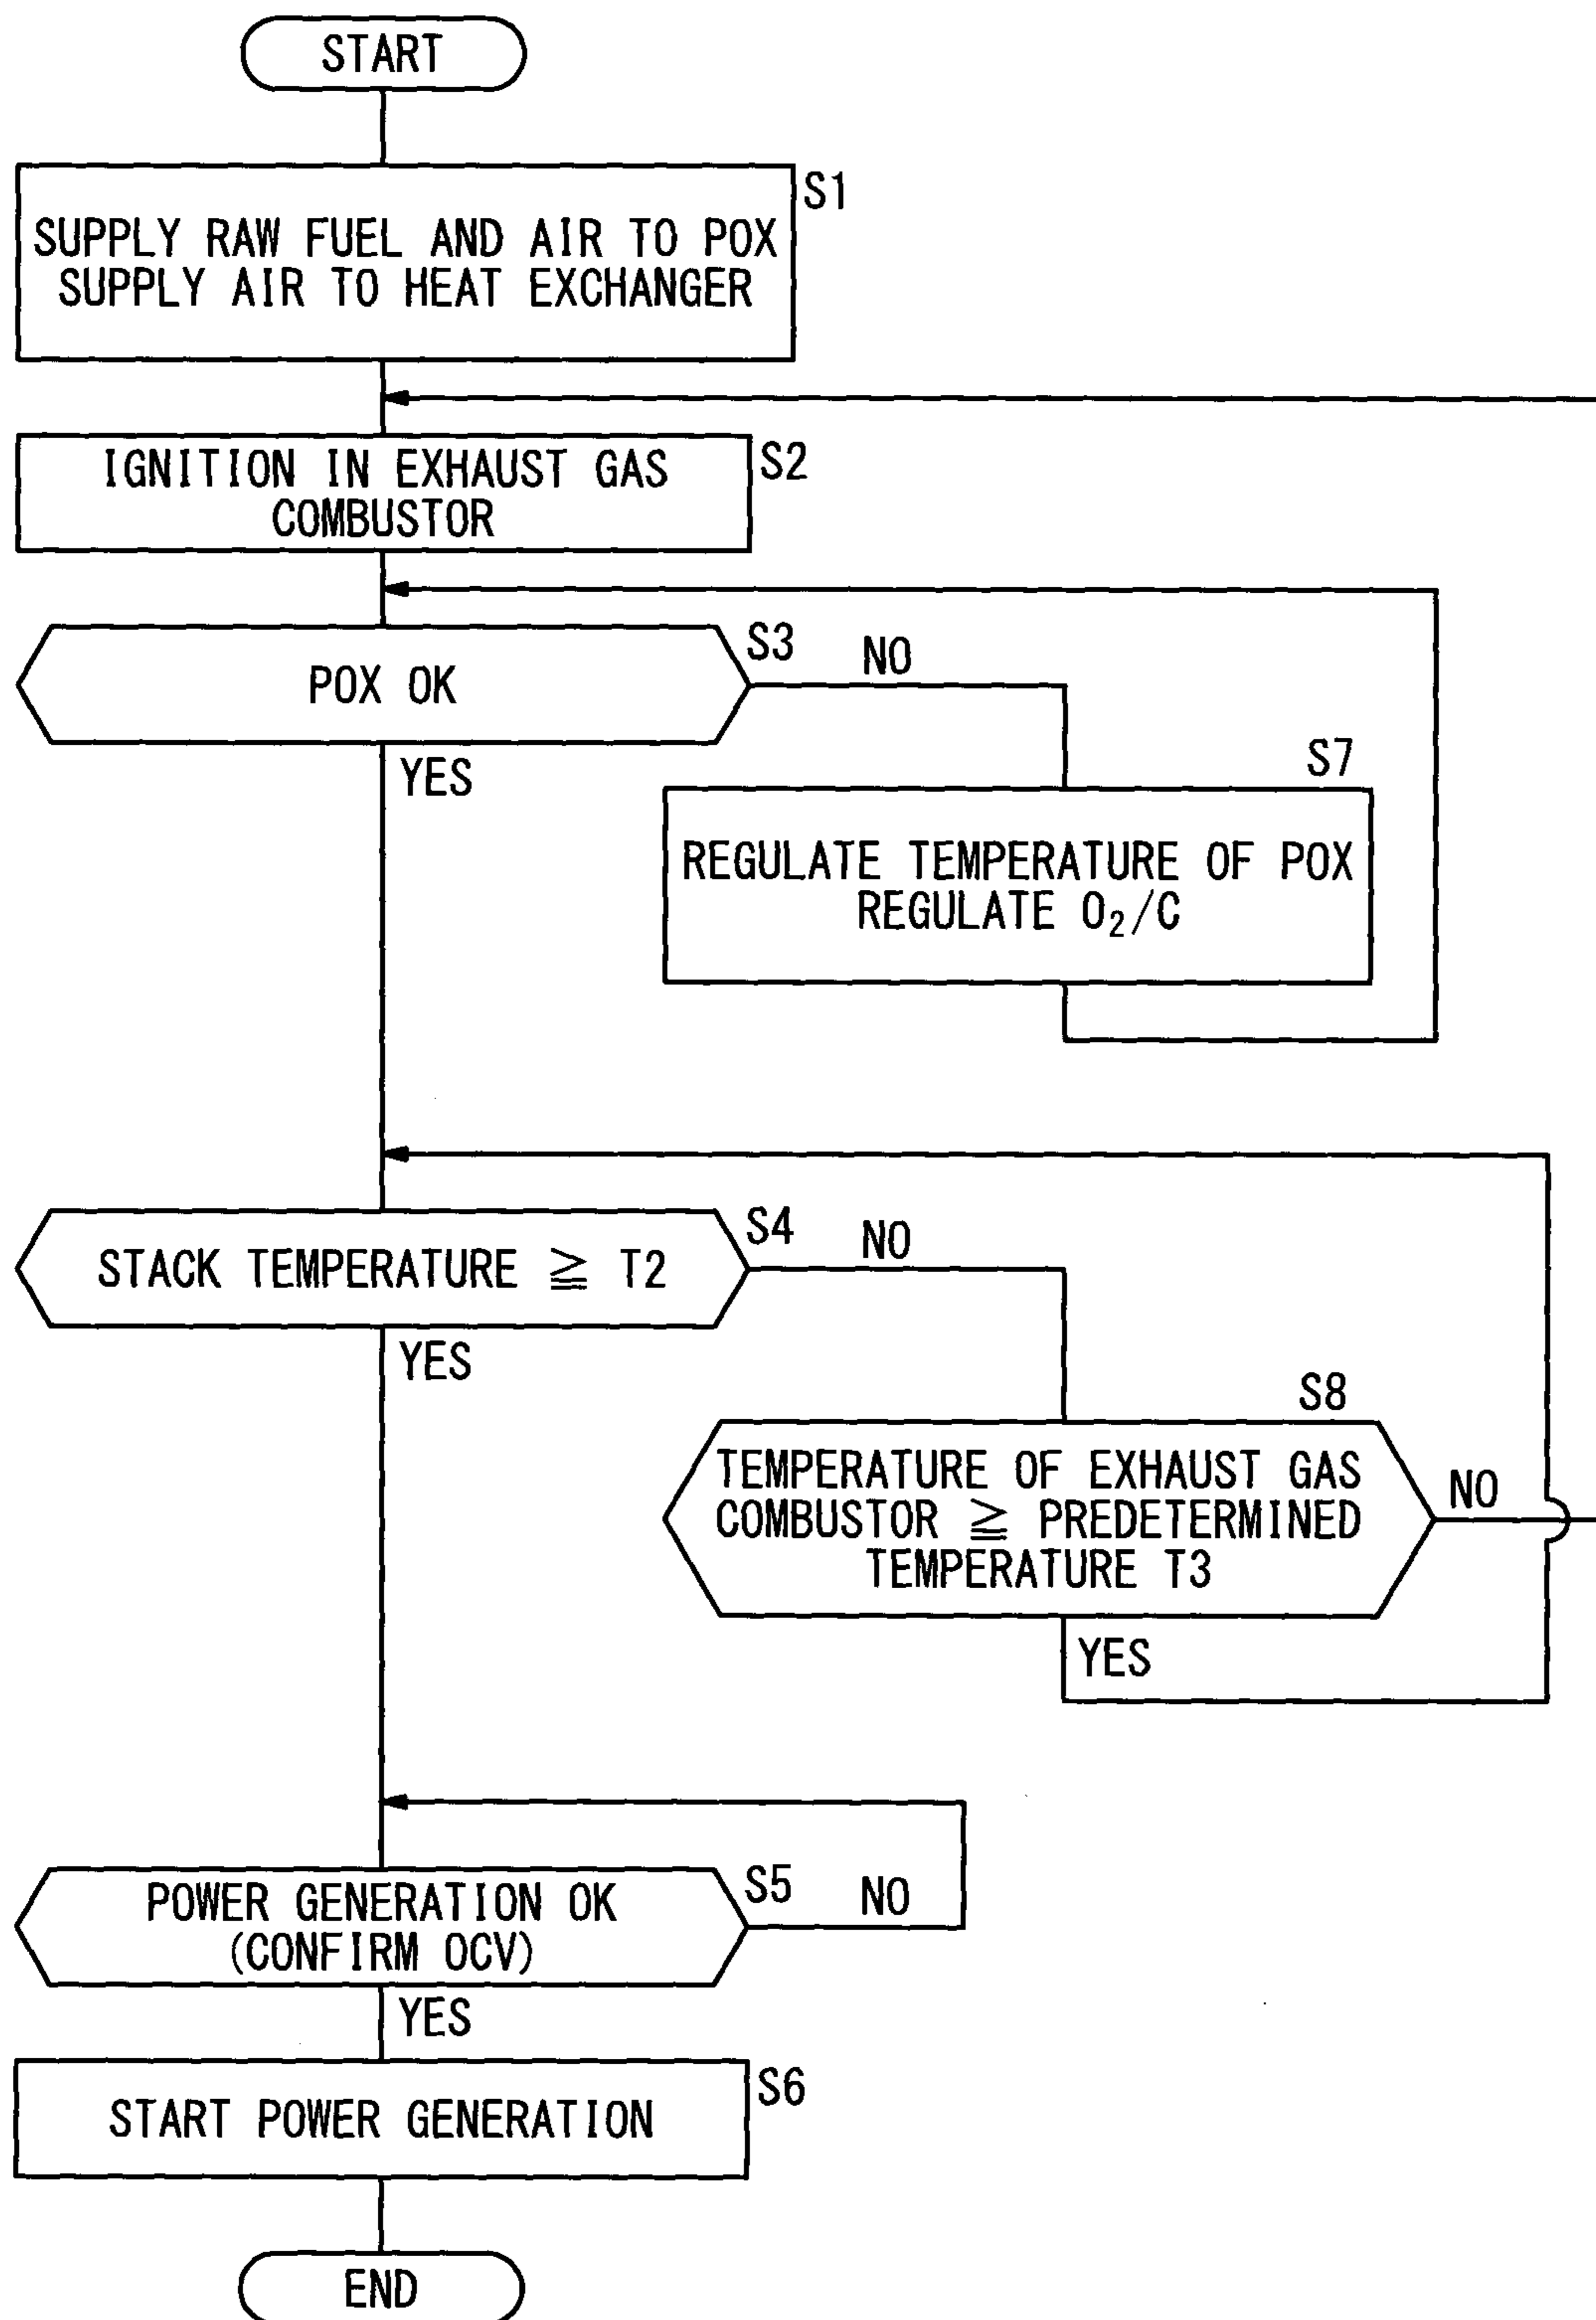 START
S1
SUPPLY RAW FUEL AND AIR TO POX
SUPPLY AIR TO HEAT EXCHANGER
S2
IGNITION IN EXHAUST GAS
COMBUSTOR
S3
NO
POX OK
YES
S7
REGULATE TEMPERATURE OF POX
REGULATE O₂/C
S4
NO
STACK TEMPERATURE ≧ T2
YES
S8
TEMPERATURE OF EXHAUST GAS
COMBUSTOR ≧ PREDETERMINED
TEMPERATURE T3
NO
YES
S5
NO
POWER GENERATION OK
(CONFIRM OCV)
YES
S6
START POWER GENERATION
END